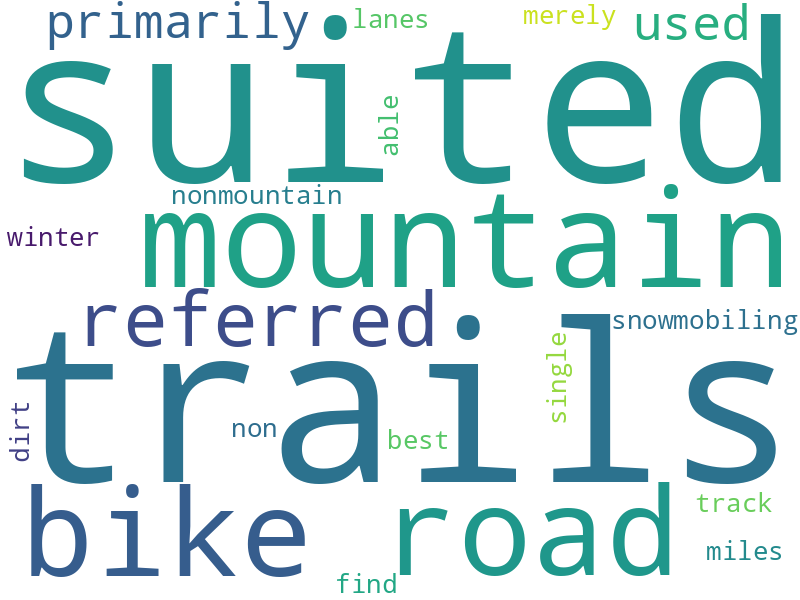 primarily lanes merely used
suited
able
nonmountain
winter mountain
referred snowmobiling
trails
single
dirt non best
bike road track
miles
find